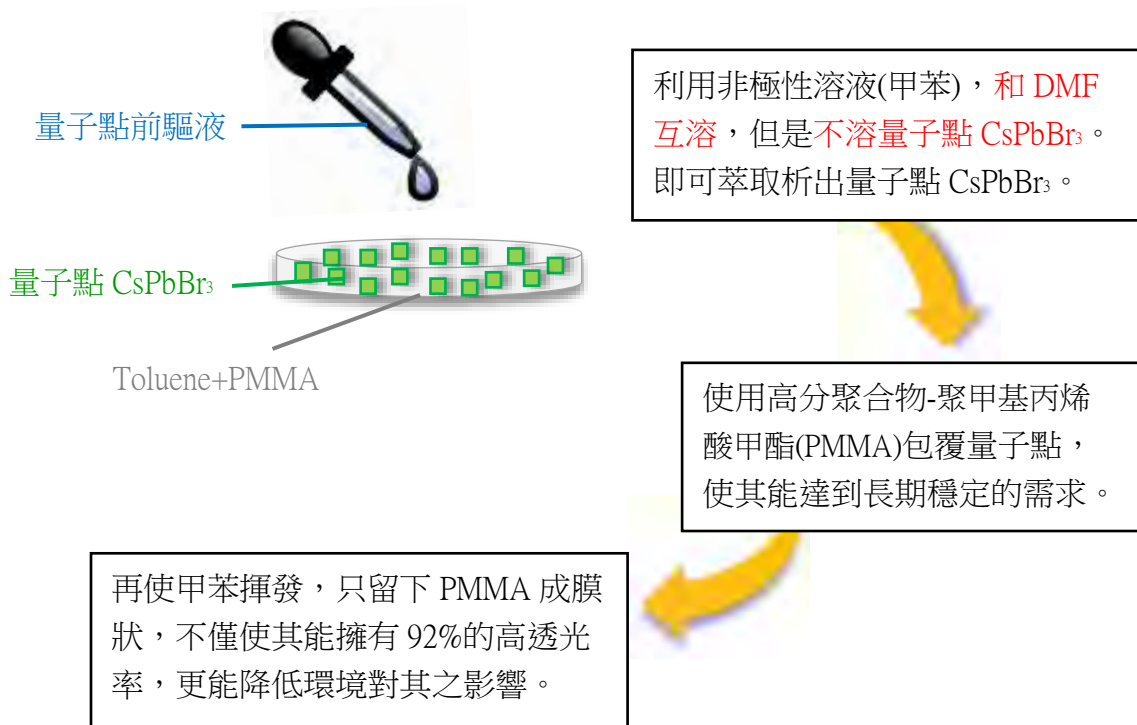 量子點前驅液
量子點 CsPbBr₃
Toluene+PMMA
利用非極性溶液(甲苯)，和 DMF
互溶，但是不溶量子點 CsPbBr₃。
即可萃取析出量子點 CsPbBr₃。
使用高分聚合物-聚甲基丙烯
酸甲酯(PMMA)包覆量子點，
使其能達到長期穩定的需求。
再使甲苯揮發，只留下 PMMA 成膜
狀，不僅使其能擁有 92%的高透光
率，更能降低環境對其之影響。